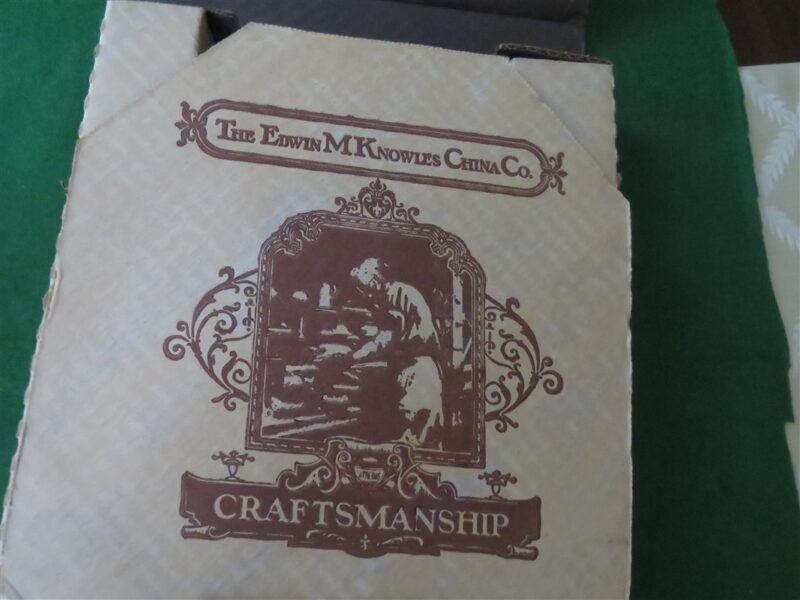 THE EDWIN M KNOWLES CHINA CO.
CRAFTSMANSHIP